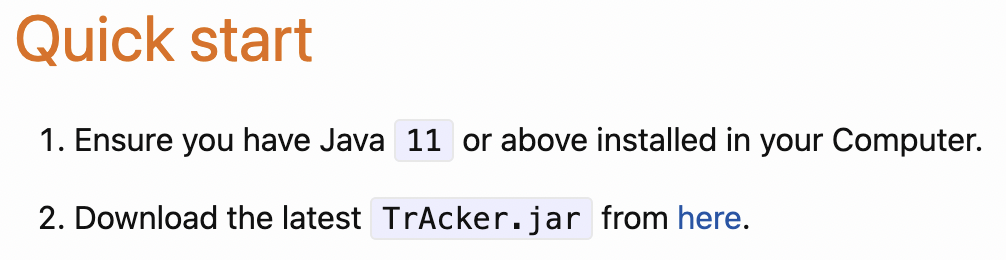 Quick start
1. Ensure you have Java 11 or above installed in your Computer.
2. Download the latest TrAcker.jar from here.